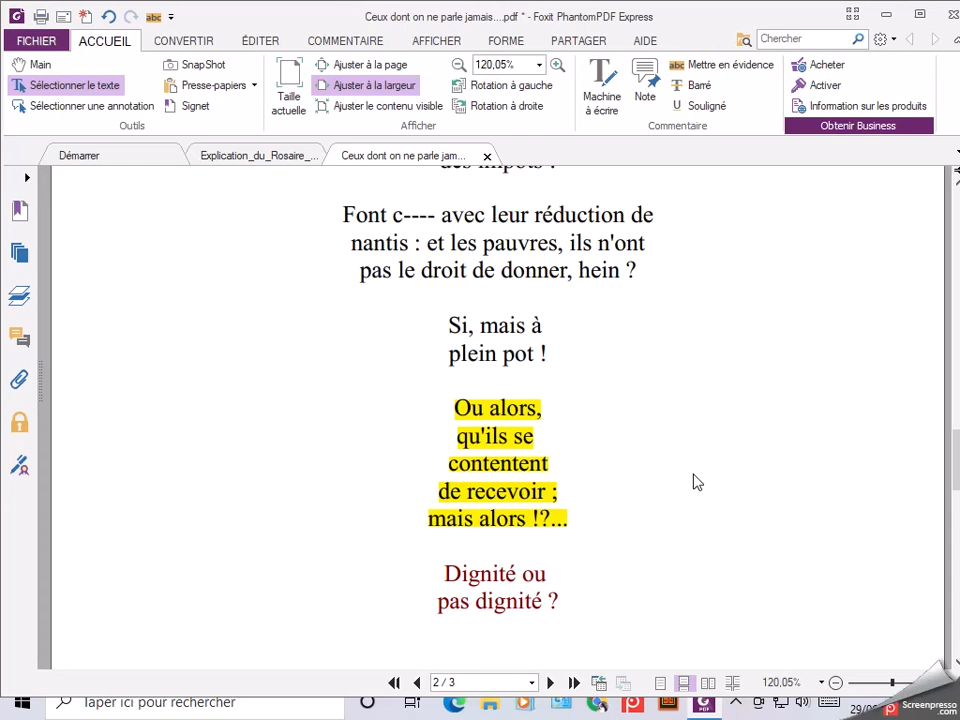 Ceux dont on ne parle jamais....pdf * - Foxit PhantomPDF Express
abc
FICHIER ACCUEIL CONVERTIR ÉDITER COMMENTAIRE AFFICHER FORME PARTAGER AIDE Chercher
Main
Sélectionner le texte
Sélectionner une annotation
Outils
SnapShot
Presse-papiers
Signet
Taille actuelle
Ajuster à la page
Ajuster à la largeur
Ajuster le contenu visible
120,05%
Rotation à gauche
Rotation à droite
Afficher
Machine à écrire
Note
abc Mettre en évidence
Barré
U Souligné
Commentaire
Acheter
Activer
Information sur les produits
Obtenir Business
Démarrer Explication_du_Rosaire_... Ceux dont on ne parle jam...
des impôts !
Font c---- avec leur réduction de
nantis : et les pauvres, ils n'ont
pas le droit de donner, hein ?
Si, mais à
plein pot !
Ou alors,
qu'ils se
contentent
de recevoir ;
mais alors !?...
Dignité ou
pas dignité ?
2 / 3 120,05%
Taper ici pour rechercher
PDF
Screenpresso
.com